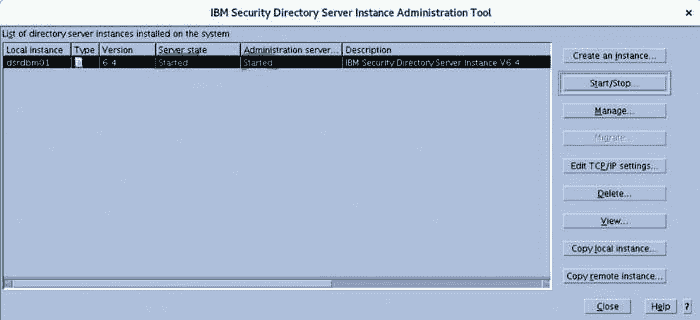 IBM Security Directory Server Instance Administration Tool
×
List of directory server instances installed on the system
Local instance Type Version Server state Administration server... Description
dsrdbm01 6.4 Started Started IBM Security Directory Server Instance V6.4
Create an instance...
Start/Stop...
Manage...
Migrate...
Edit TCP/IP settings...
Delete...
View...
Copy local instance...
Copy remote instance...
Close Help ?